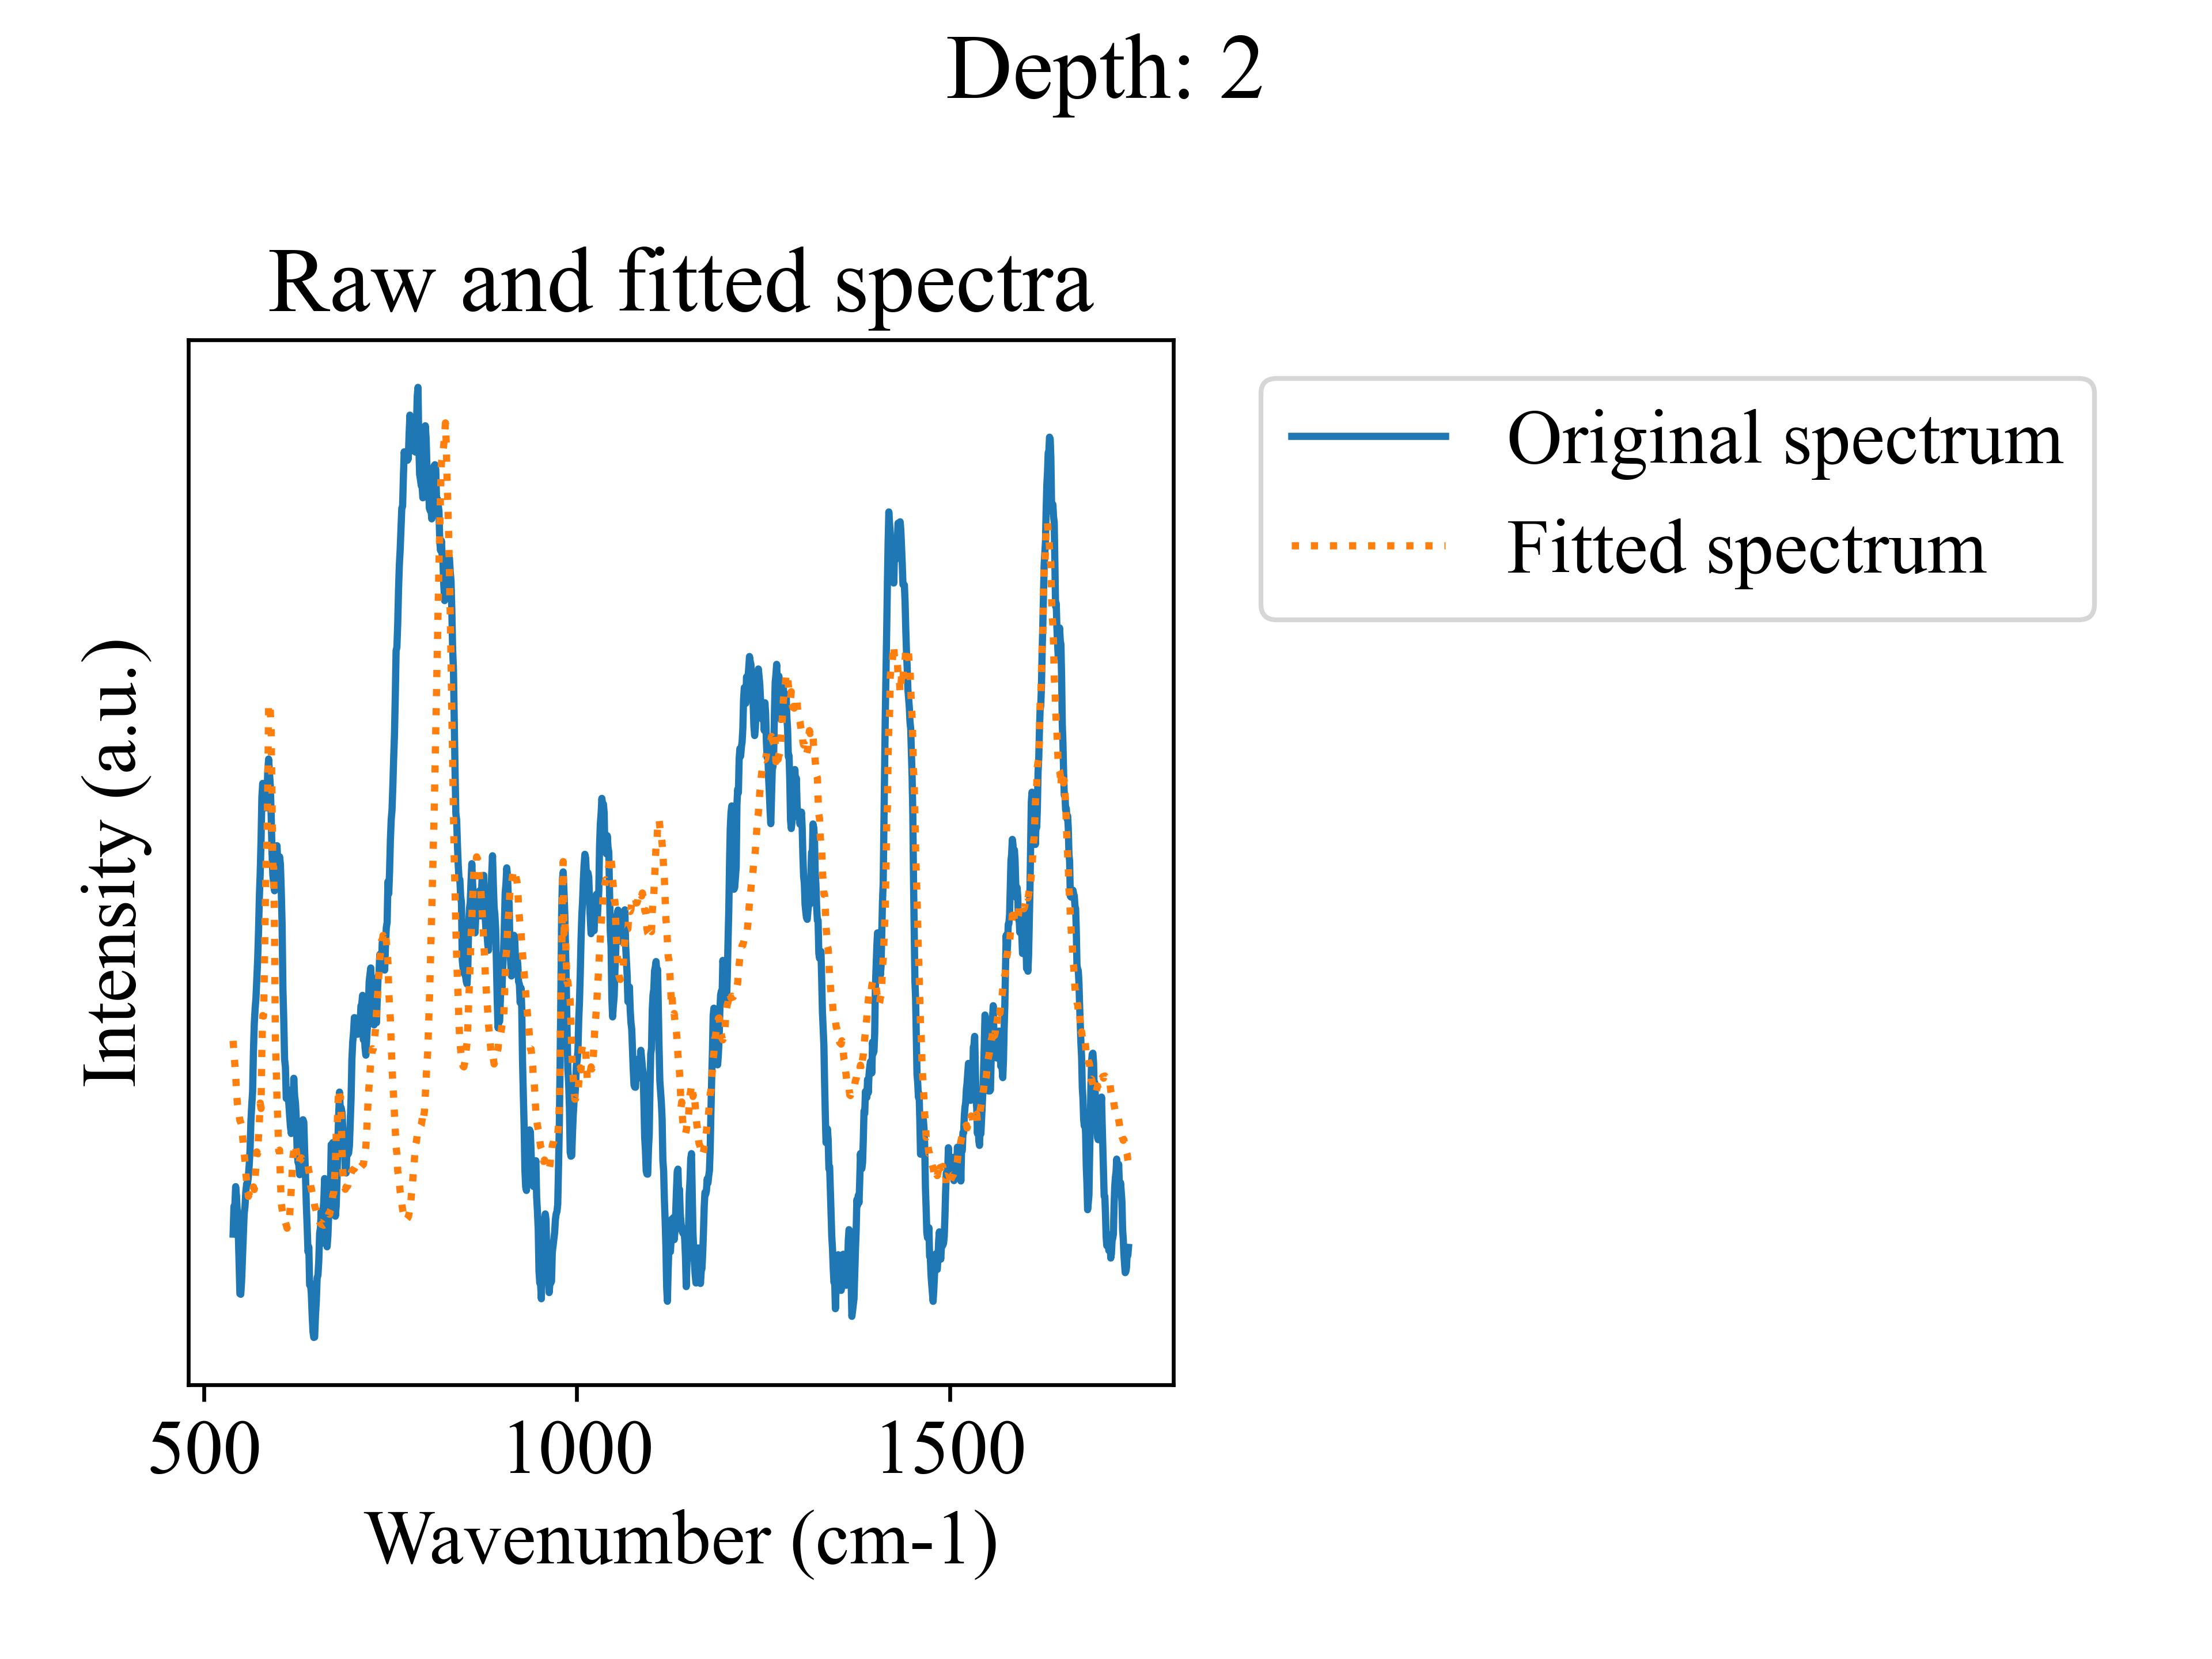 Depth: 2
Raw and fitted spectra
Original spectrum
Fitted spectrum
Intensity (a.u.)
500 1000 1500
Wavenumber (cm-1)